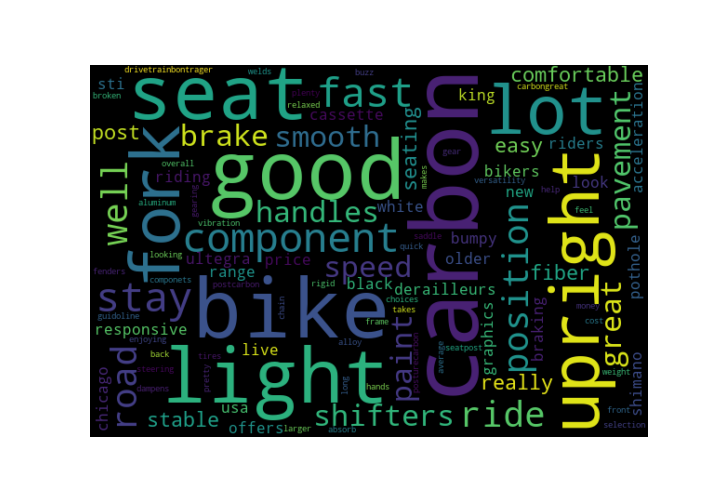 drivetrainbontrager
welds
buzz
sti
broken
seat
plenty
relaxed
cassette
fast
king
carbongreat
comfortable
lot
post
brake
smooth
seating
carbon
easy
riders
pavement
acceleration
well
fork
overall
riding
gearing
good
makes
gear
bikers
look
versatility
new
help
aluminum
handles
white
bumpy
upright
feel
vibration
component
quick
saddle
older
position
looking
ultegra
price
fenders
componets
postcarbon
range
speed
black
rigid
derailleurs
fiber
pothole
stay
bike
chain
choices
takes
graphics
braking
great
money
guidoline
responsive
frame
paint
average
seatpost
cost
enjoying
back
live
alloy
light
tires
pretty
steering
road
chicago
dampens
long
hands
really
weight
shimano
stable
usa
offers
larger
shifters
absorb
ride
front
selection